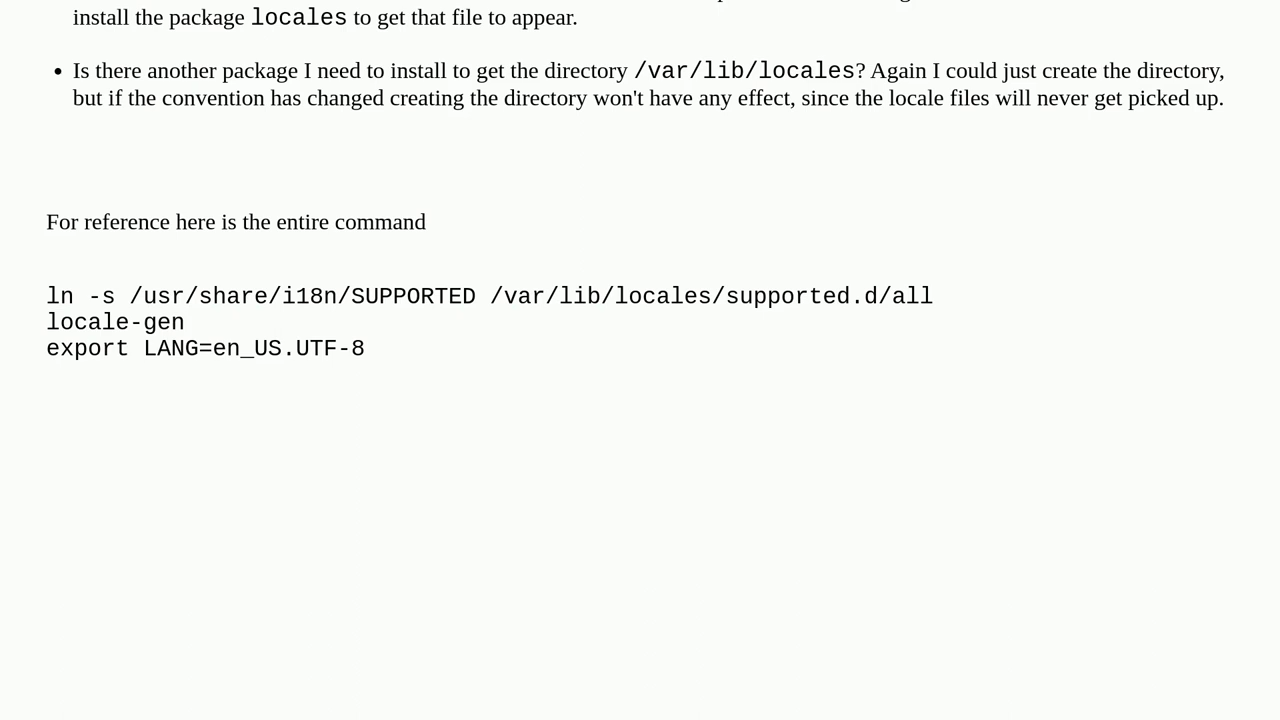 install the package locales to get that file to appear.
Is there another package I need to install to get the directory /var/lib/locales? Again I could just create the directory,
but if the convention has changed creating the directory won't have any effect, since the locale files will never get picked up.
For reference here is the entire command
ln -s /usr/share/i18n/SUPPORTED /var/lib/locales/supported.d/all
locale-gen
export LANG=en_US.UTF-8